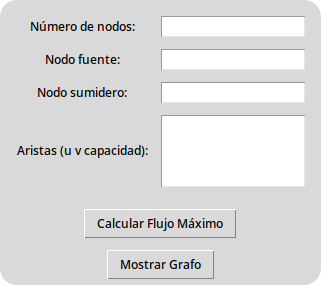 Número de nodos:
Nodo fuente:
Nodo sumidero:
Aristas (u v capacidad):
Calcular Flujo Máximo
Mostrar Grafo